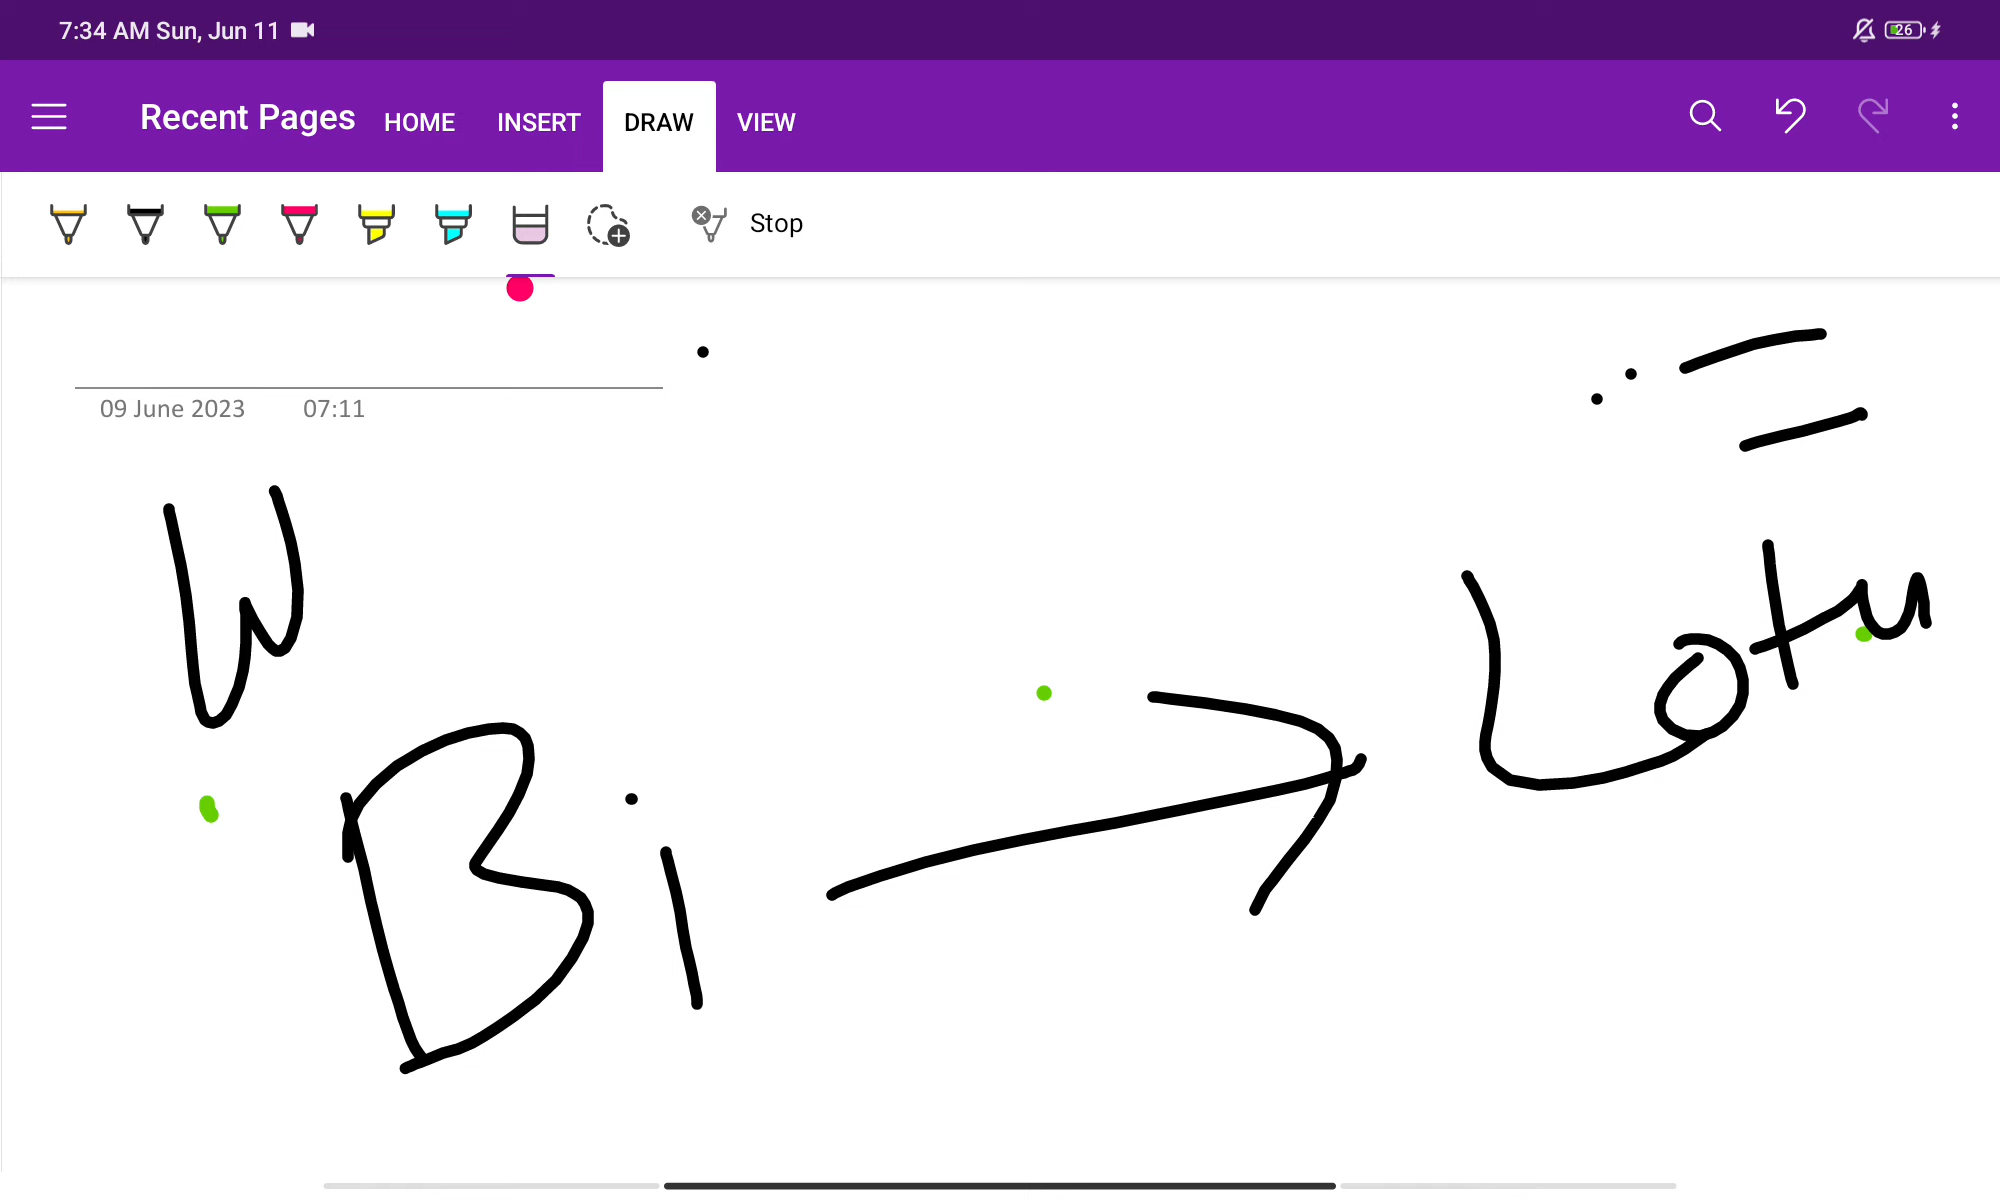 7:34 AM Sun, Jun 11
26
Recent Pages HOME INSERT DRAW VIEW
Stop
09 June 2023 07:11
W
Bi
Lotu